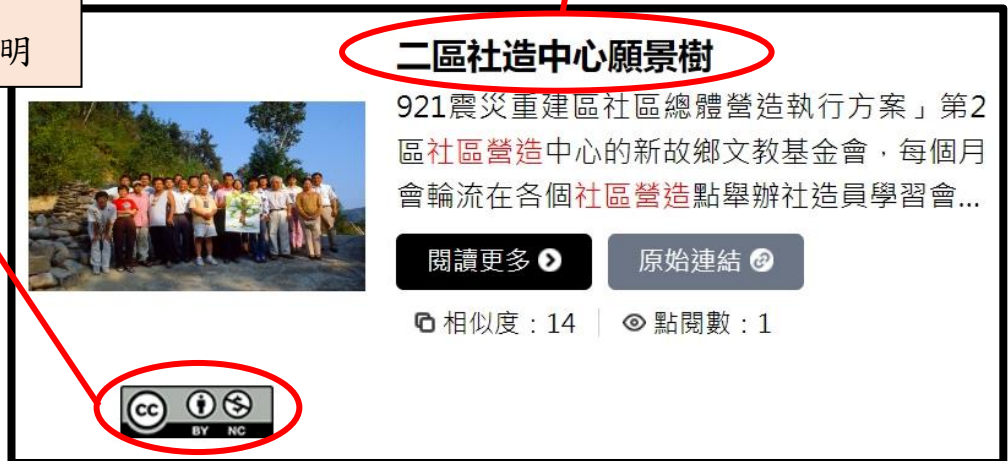 明
二區社造中心願景樹
921震災重建區社區總體營造執行方案」第2
區社區營造中心的新故鄉文教基金會，每個月
會輪流在各個社區營造點舉辦社造員學習會...
閱讀更多
原始連結
相似度：14
點閱數：1
cc
BY NC